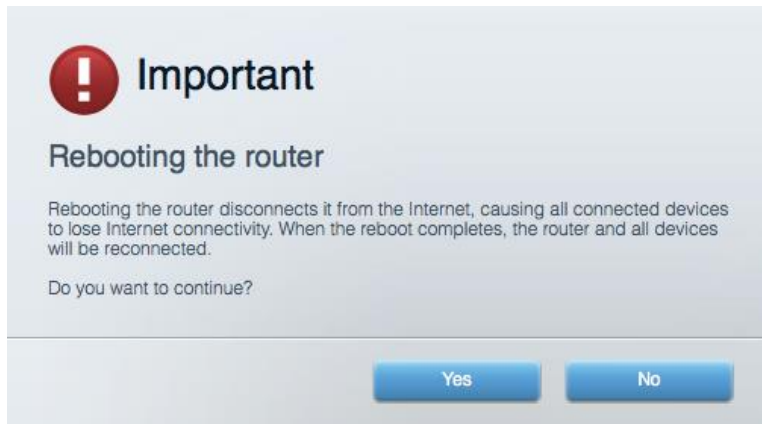 Important
Rebooting the router
Rebooting the router disconnects it from the Internet, causing all connected devices
to lose Internet connectivity. When the reboot completes, the router and all devices
will be reconnected.
Do you want to continue?
Yes
No